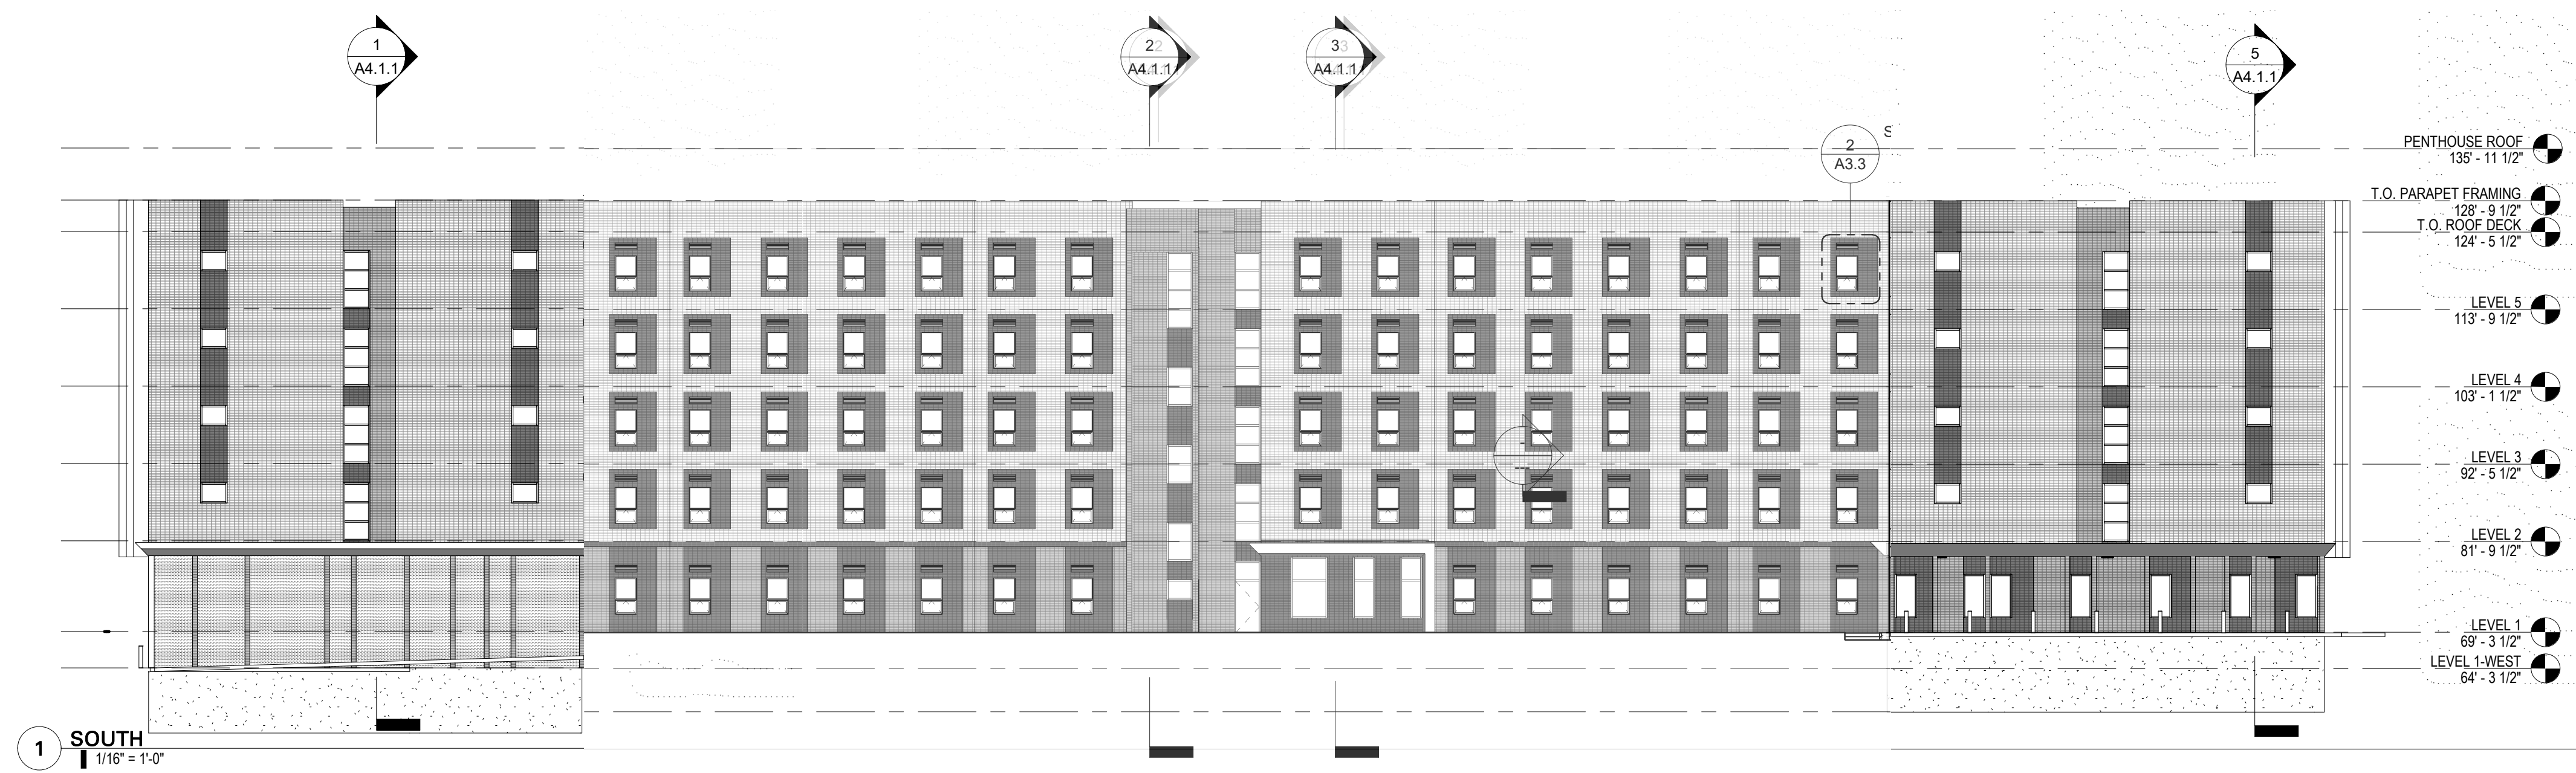 1
A4.1.1
2
A4.1.1
3
A4.1.1
5
A4.1.1
2
A3.3
S
PENTHOUSE ROOF
135' - 11 1/2"
T.O. PARAPET FRAMING
128' - 9 1/2"
T.O. ROOF DECK
124' - 5 1/2"
LEVEL 5
113' - 9 1/2"
LEVEL 4
103' - 1 1/2"
LEVEL 3
92' - 5 1/2"
LEVEL 2
81' - 9 1/2"
LEVEL 1
69' - 3 1/2"
LEVEL 1-WEST
64' - 3 1/2"
-
---
1
SOUTH
1/16" = 1'-0"